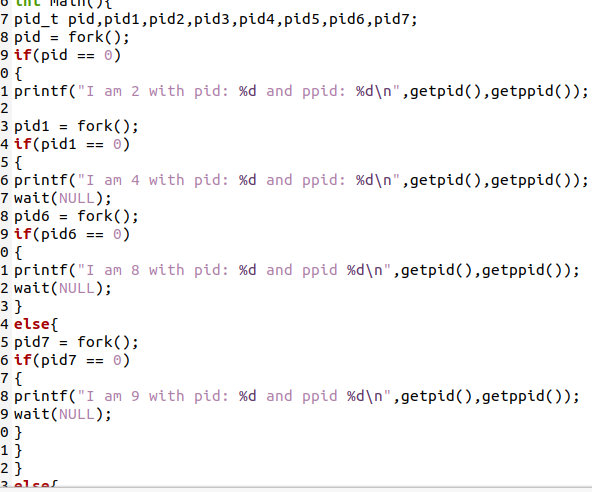 6 int main(){
7 pid_t pid,pid1,pid2,pid3,pid4,pid5,pid6,pid7;
8 pid = fork();
9 if(pid == 0)
0 {
1 printf("I am 2 with pid: %d and ppid: %d\n",getpid(),getppid());
2
3 pid1 = fork();
4 if(pid1 == 0)
5 {
6 printf("I am 4 with pid: %d and ppid: %d\n",getpid(),getppid());
7 wait(NULL);
8 pid6 = fork();
9 if(pid6 == 0)
0 {
1 printf("I am 8 with pid: %d and ppid %d\n",getpid(),getppid());
2 wait(NULL);
3 }
4 else{
5 pid7 = fork();
6 if(pid7 == 0)
7 {
8 printf("I am 9 with pid: %d and ppid %d\n",getpid(),getppid());
9 wait(NULL);
0 }
1 }
2 }
3 else{